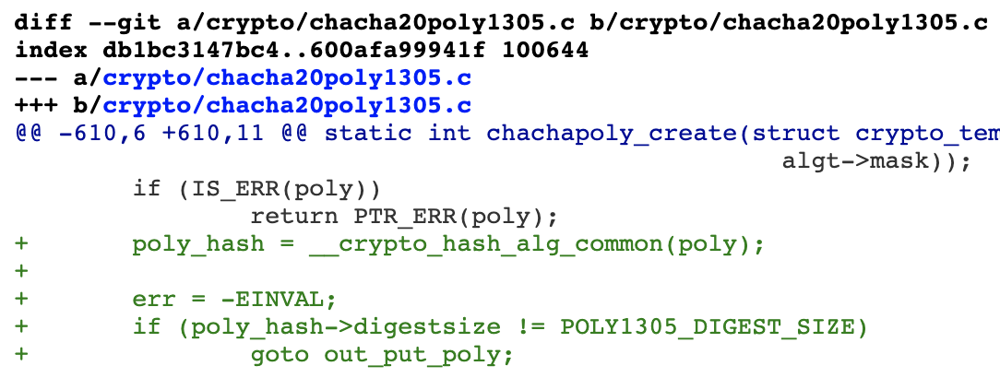 diff --git a/crypto/chacha20poly1305.c b/crypto/chacha20poly1305.c
index db1bc3147bc4..600afa99941f 100644
--- a/crypto/chacha20poly1305.c
+++ b/crypto/chacha20poly1305.c
@@ -610,6 +610,11 @@ static int chachapoly_create(struct crypto_tem
                                                    algt->mask));
        if (IS_ERR(poly))
                return PTR_ERR(poly);
+       poly_hash = __crypto_hash_alg_common(poly);
+
+       err = -EINVAL;
+       if (poly_hash->digestsize != POLY1305_DIGEST_SIZE)
+               goto out_put_poly;